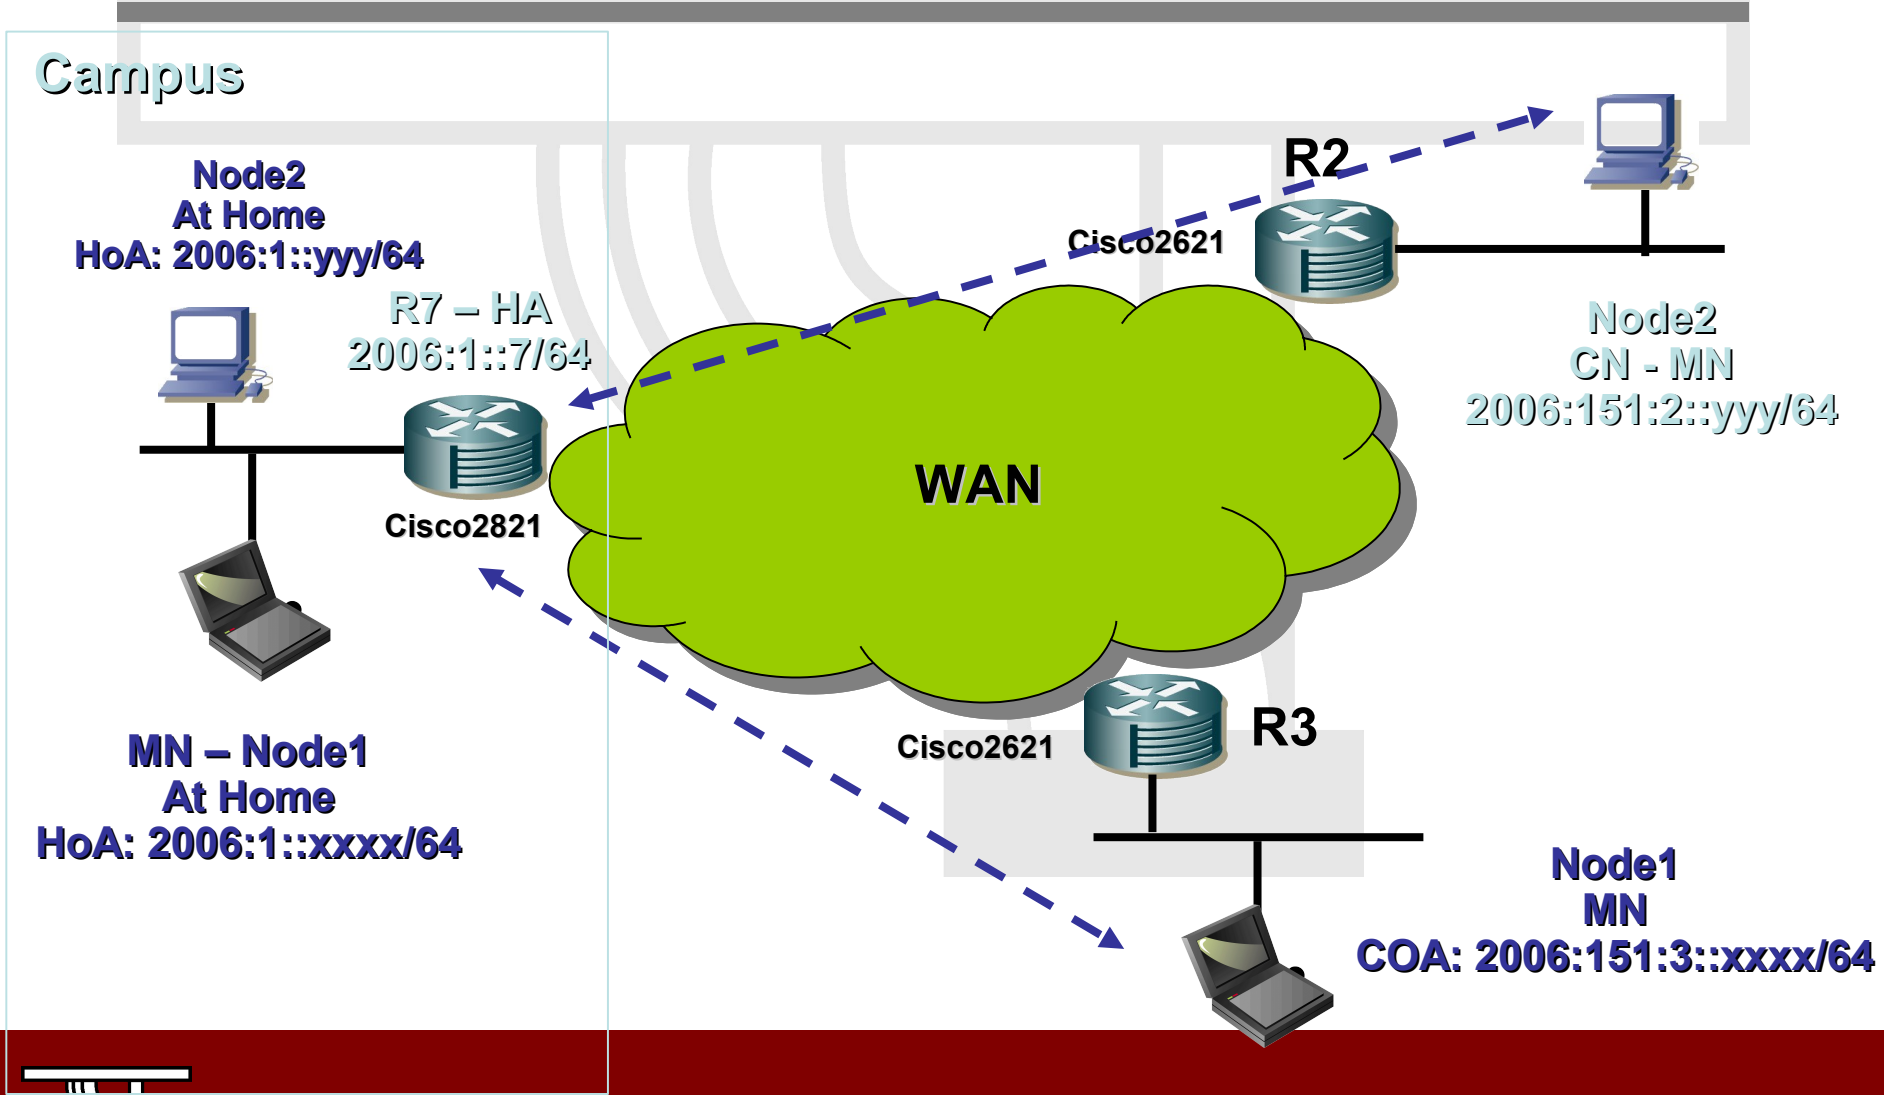 Campus
Node2
At Home
HoA: 2006:1::yyy/64
R7 – HA
2006:1::7/64
Cisco2821
MN – Node1
At Home
HoA: 2006:1::xxxx/64
WAN
R2
Cisco2621
Node2
CN - MN
2006:151:2::yyy/64
Cisco2621
R3
Node1
MN
COA: 2006:151:3::xxxx/64